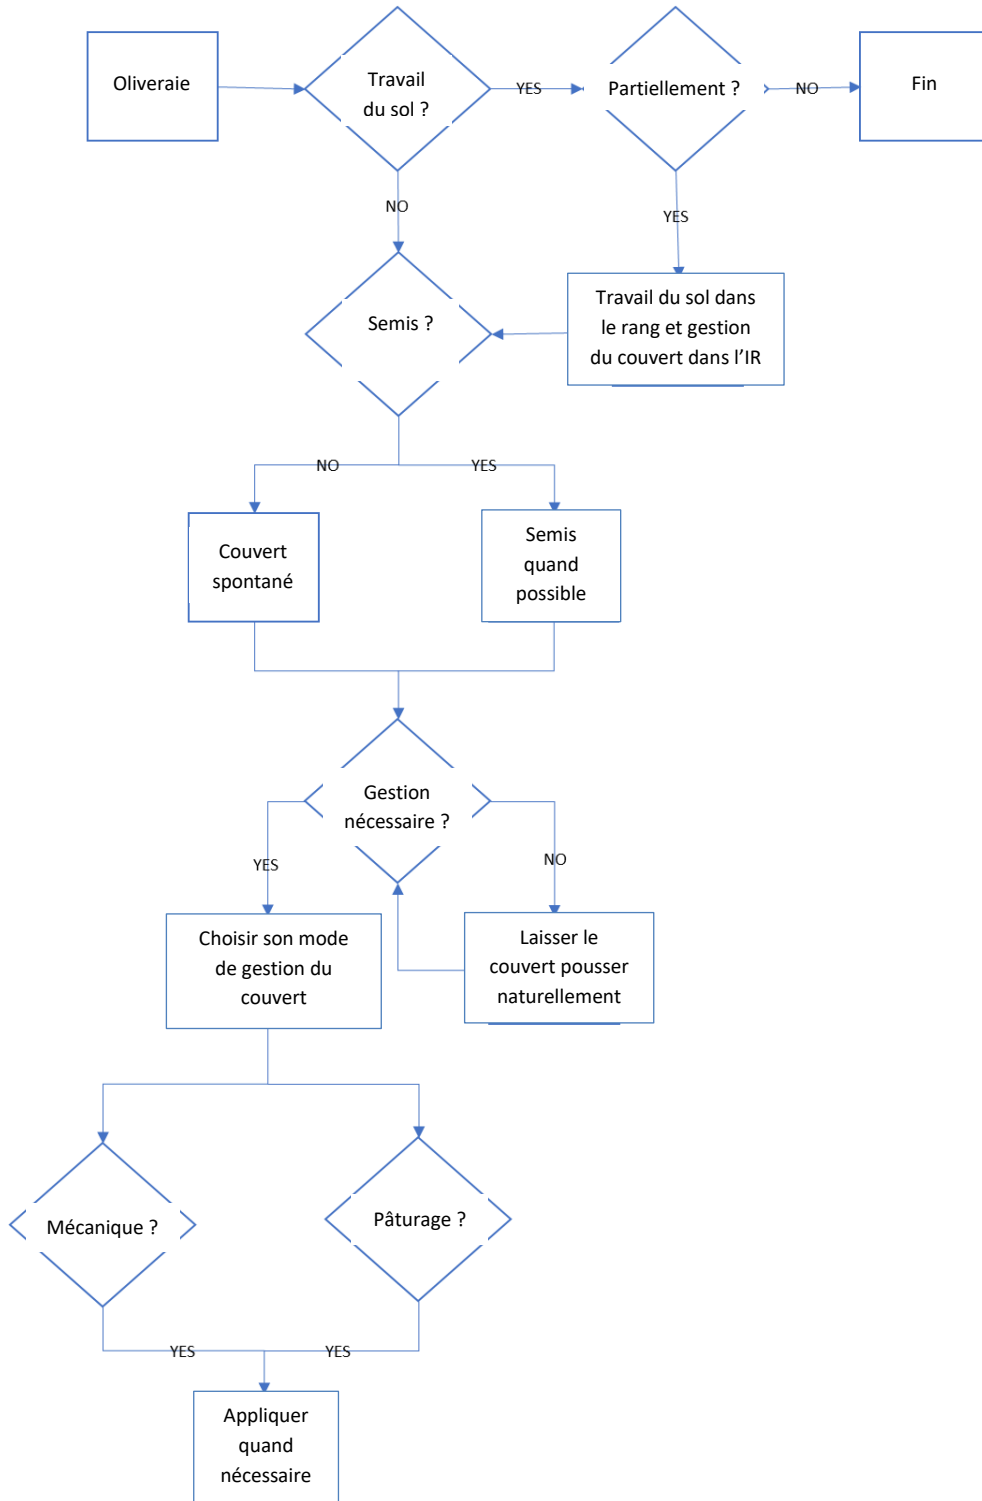 Oliveraie
Travail
du sol ?
YES
Partiellement ?
NO
Fin
NO
YES
Semis ?
Travail du sol dans
le rang et gestion
du couvert dans l’IR
NO
YES
Couvert
spontané
Semis
quand
possible
Gestion
nécessaire ?
YES
NO
Choisir son mode
de gestion du
couvert
Laisser le
couvert pousser
naturellement
Mécanique ?
Pâturage ?
YES
YES
Appliquer
quand
nécessaire